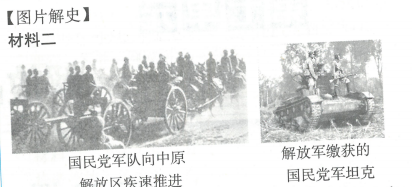 【图片解史】
材料二
国民党军队向中原
解放区疾速推进
解放军缴获的
国民党军坦克